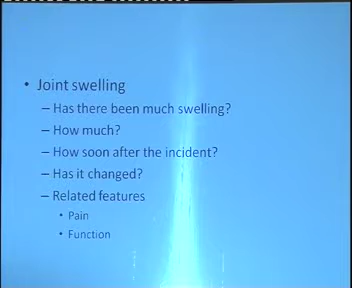 • Joint swelling
– Has there been much swelling?
– How much?
– How soon after the incident?
– Has it changed?
– Related features
• Pain
• Function